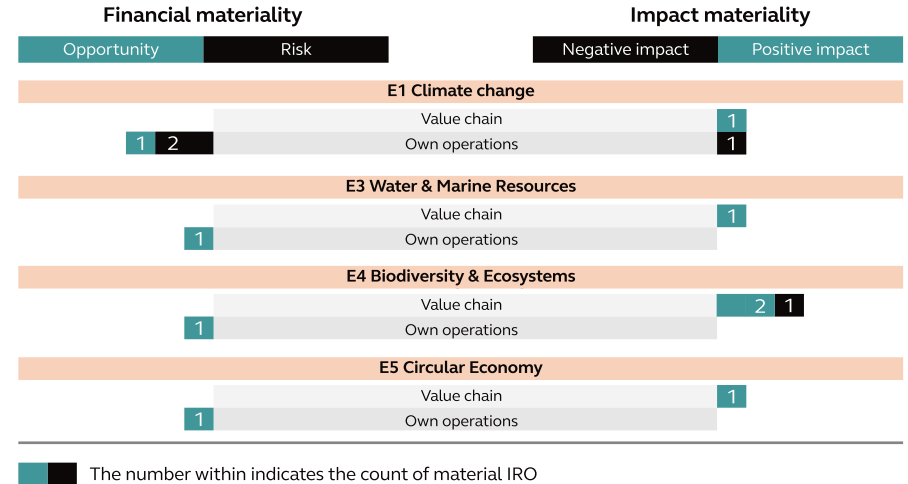 Financial materiality Impact materiality
Opportunity Risk Negative impact Positive impact
E1 Climate change
Value chain 1
1 2 Own operations 1
E3 Water & Marine Resources
Value chain 1
1 Own operations
E4 Biodiversity & Ecosystems
Value chain 2 1
1 Own operations
E5 Circular Economy
Value chain 1
1 Own operations
The number within indicates the count of material IRO